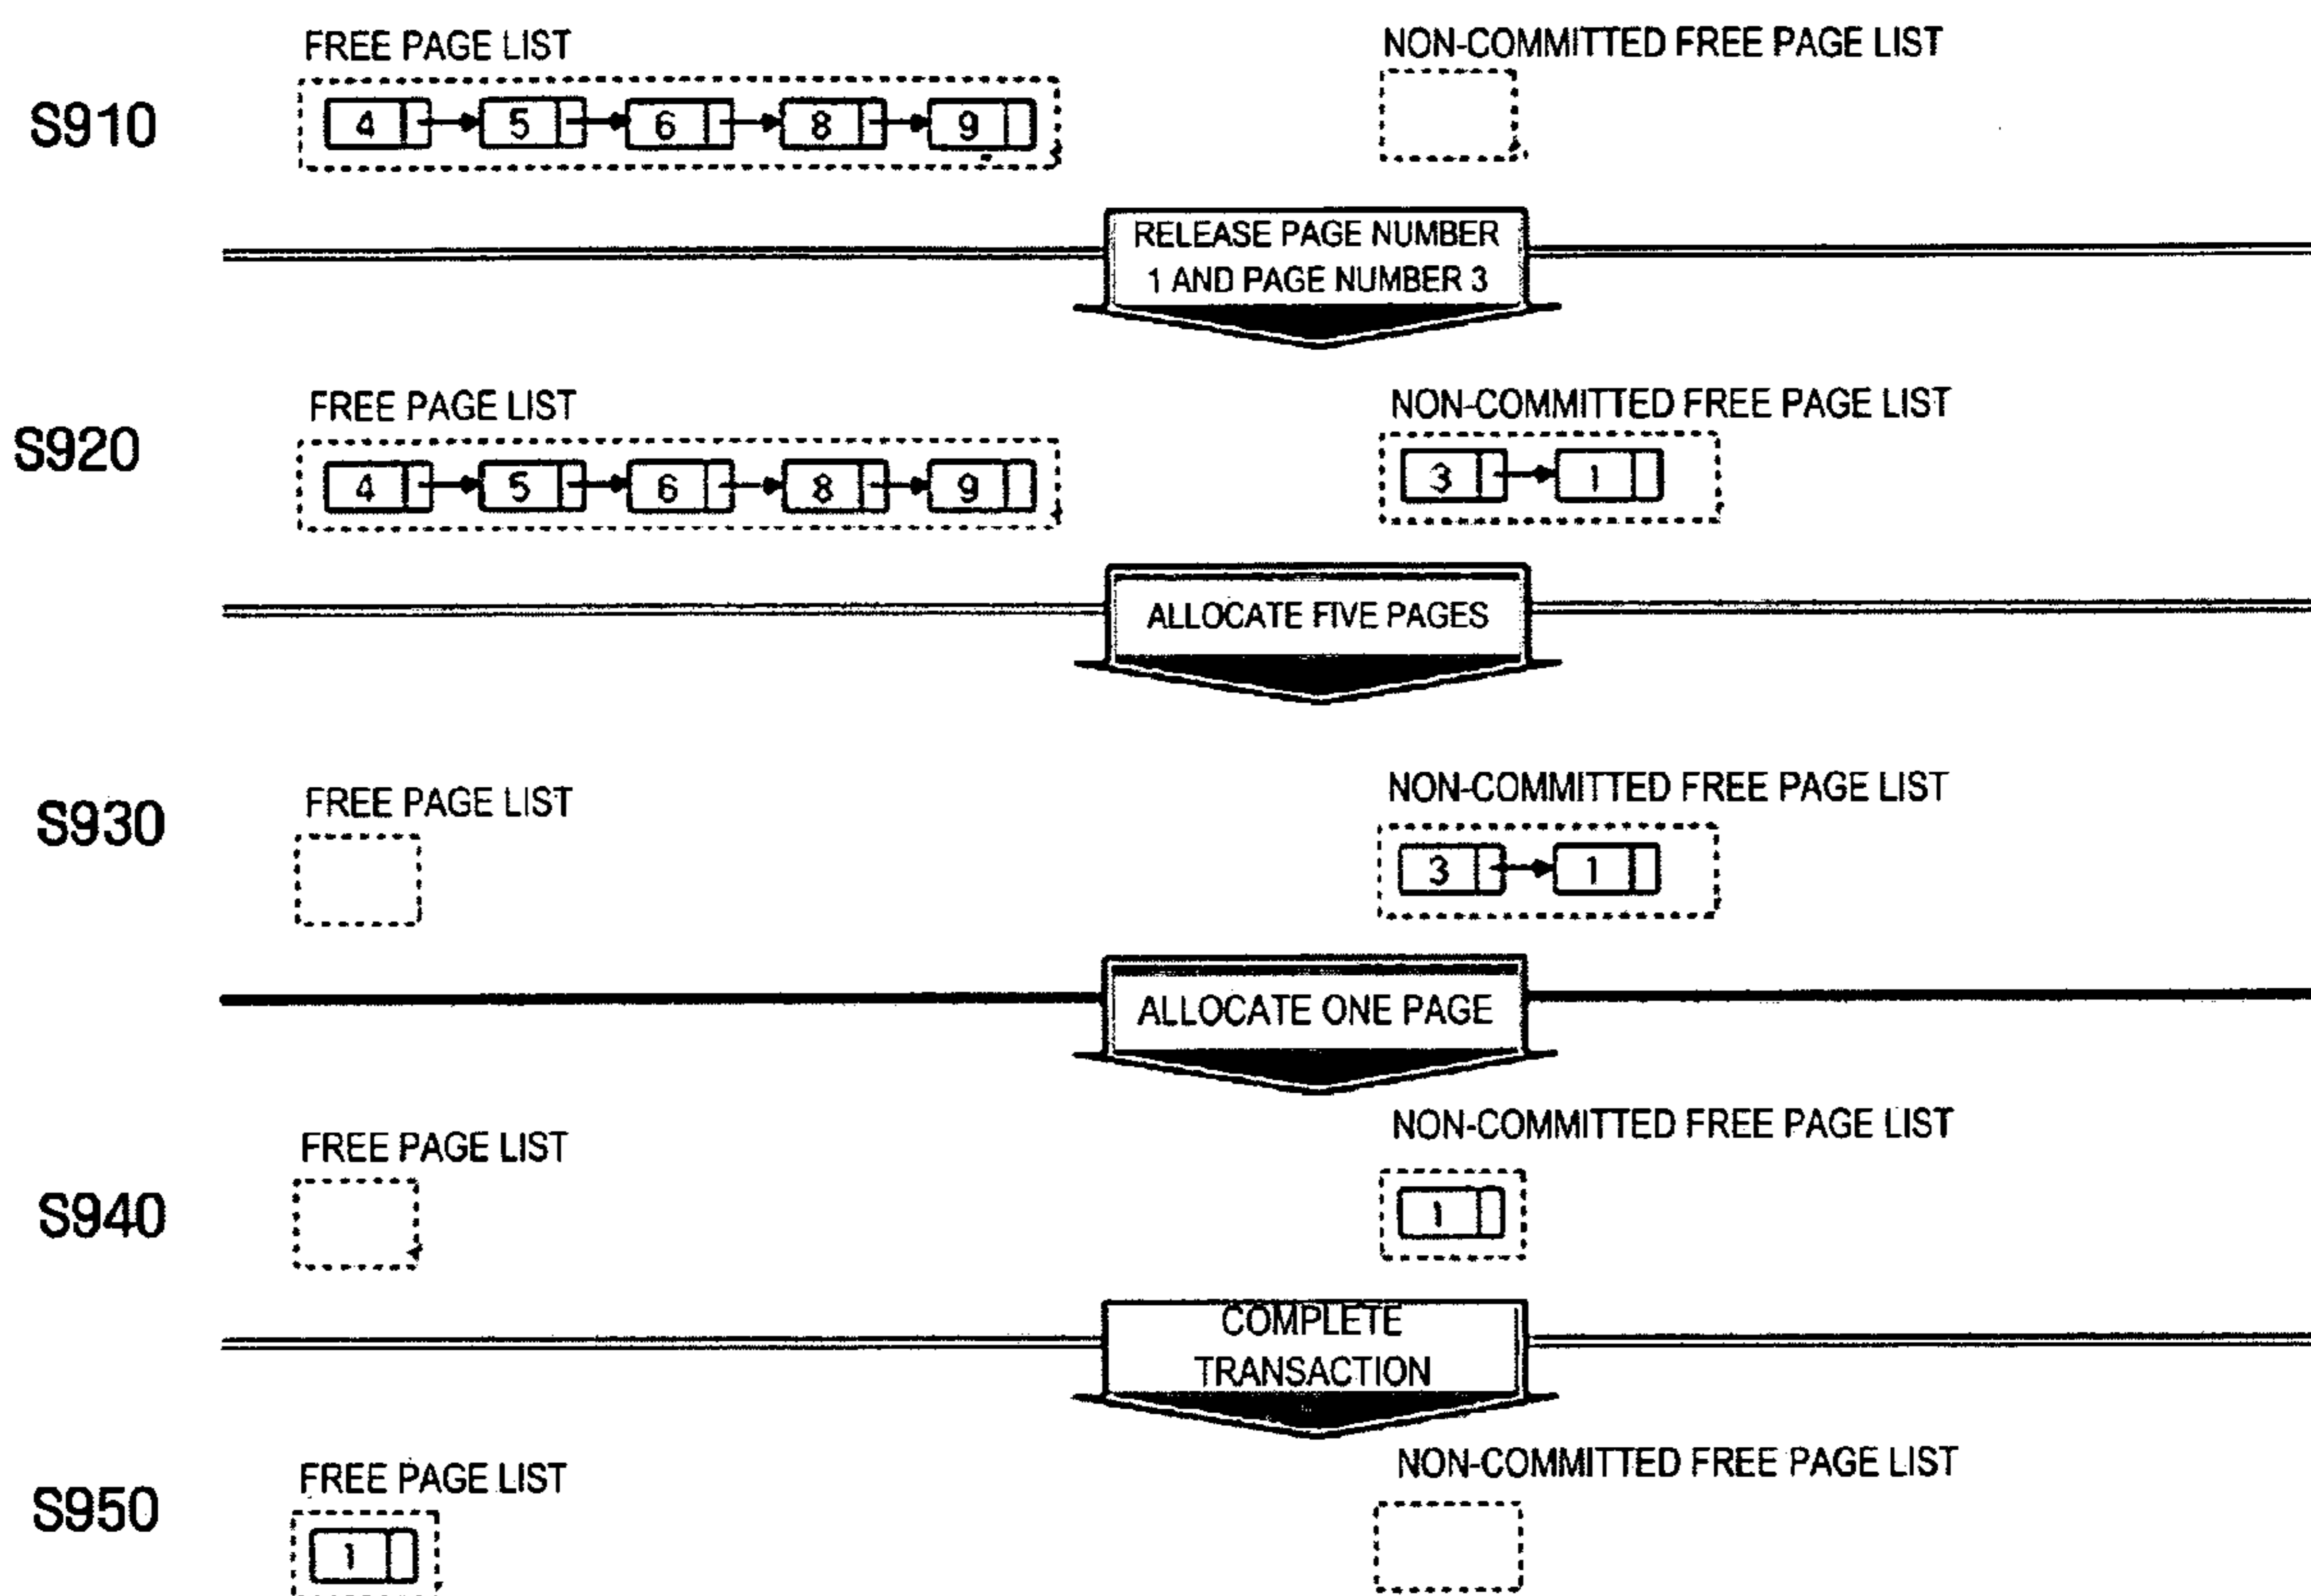 FREE PAGE LIST
NON-COMMITTED FREE PAGE LIST
S910
4 5 6 8 9
RELEASE PAGE NUMBER
1 AND PAGE NUMBER 3
FREE PAGE LIST
NON-COMMITTED FREE PAGE LIST
S920
4 5 6 8 9
3 1
ALLOCATE FIVE PAGES
FREE PAGE LIST
NON-COMMITTED FREE PAGE LIST
S930
3 1
ALLOCATE ONE PAGE
FREE PAGE LIST
NON-COMMITTED FREE PAGE LIST
S940
1
COMPLETE
TRANSACTION
FREE PAGE LIST
NON-COMMITTED FREE PAGE LIST
S950
1